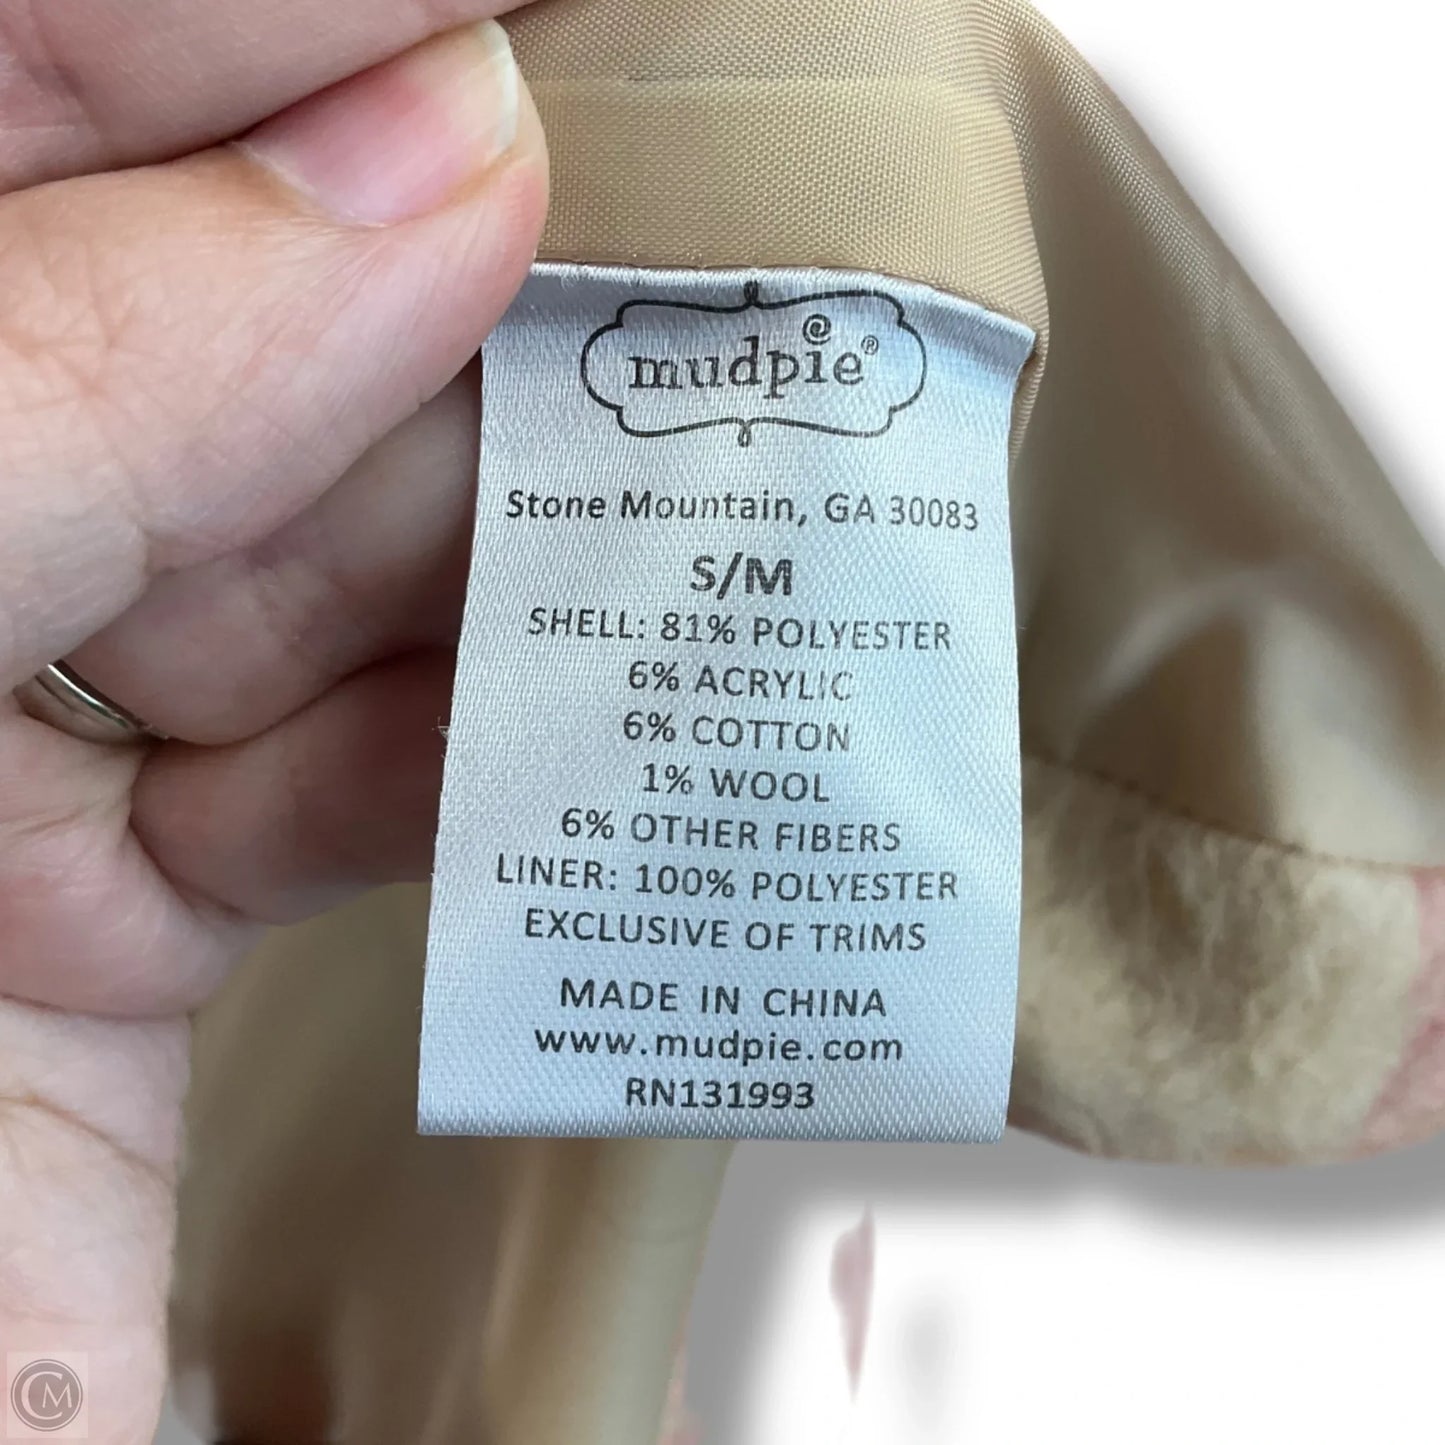 mudpie®
Stone Mountain, GA 30083
S/M
SHELL: 81% POLYESTER
6% ACRYLIC
6% COTTON
1% WOOL
6% OTHER FIBERS
LINER: 100% POLYESTER
EXCLUSIVE OF TRIMS
MADE IN CHINA
www.mudpie.com
RN131993
CM